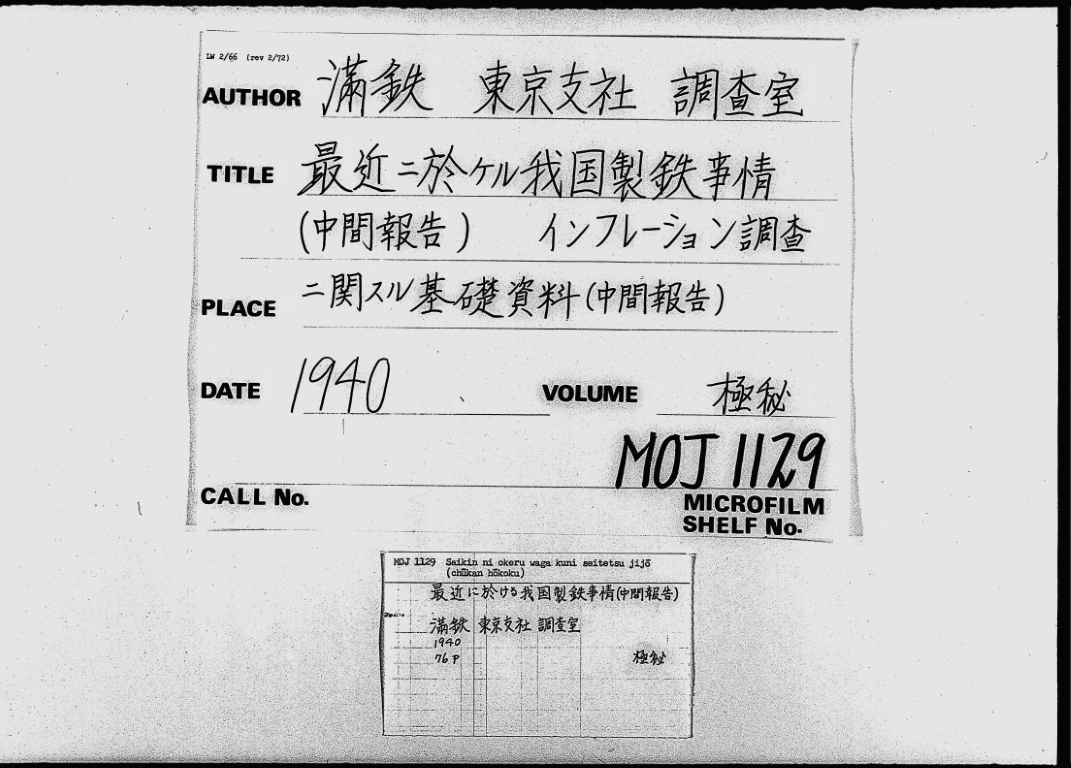 LW 2/66 (rev 2/72)
AUTHOR 滿鉄 東京支社 調査室
TITLE 最近ニ於ケル我国製鉄事情
(中間報告) インフレーション調査
PLACE ニ関スル基礎資料(中間報告)
DATE 1940 VOLUME 極秘
MOJ 1129
CALL No. MICROFILM
SHELF No.
MOJ 1129 Saikin ni okeru waga kuni seitetsu jijō
(chūkan hōkoku)
最近に於ける我国製鉄事情(中間報告)
滿鉄 東京支社 調査室
1940
76 P 極秘